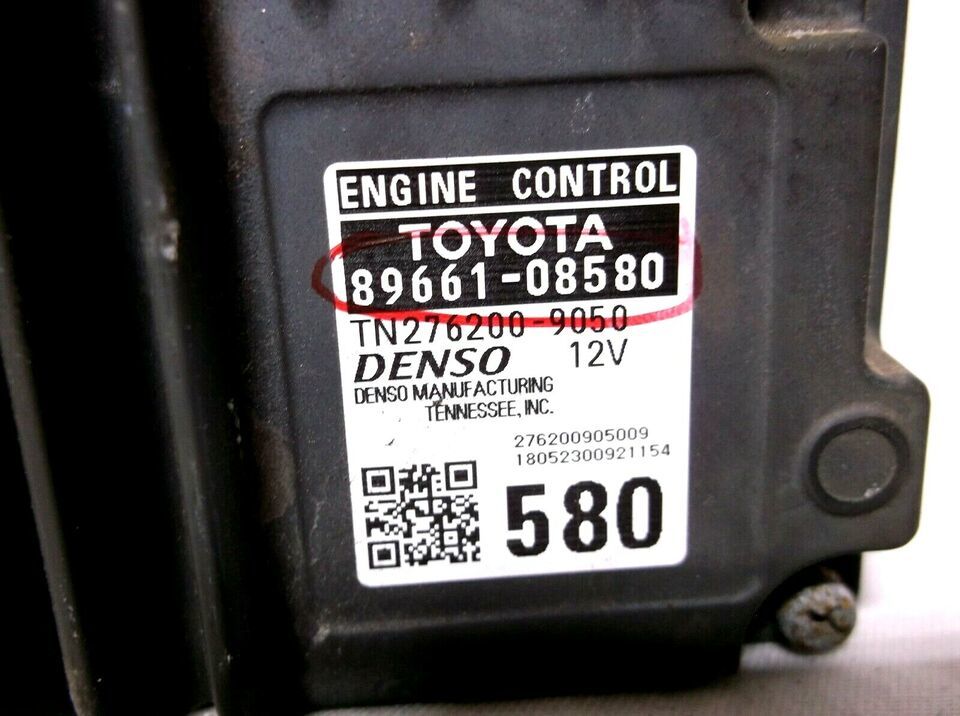 ENGINE CONTROL
TOYOTA
89661-08580
TN276200-9050
DENSO 12V
DENSO MANUFACTURING
TENNESSEE, INC.
276200905009
18052300921154
580